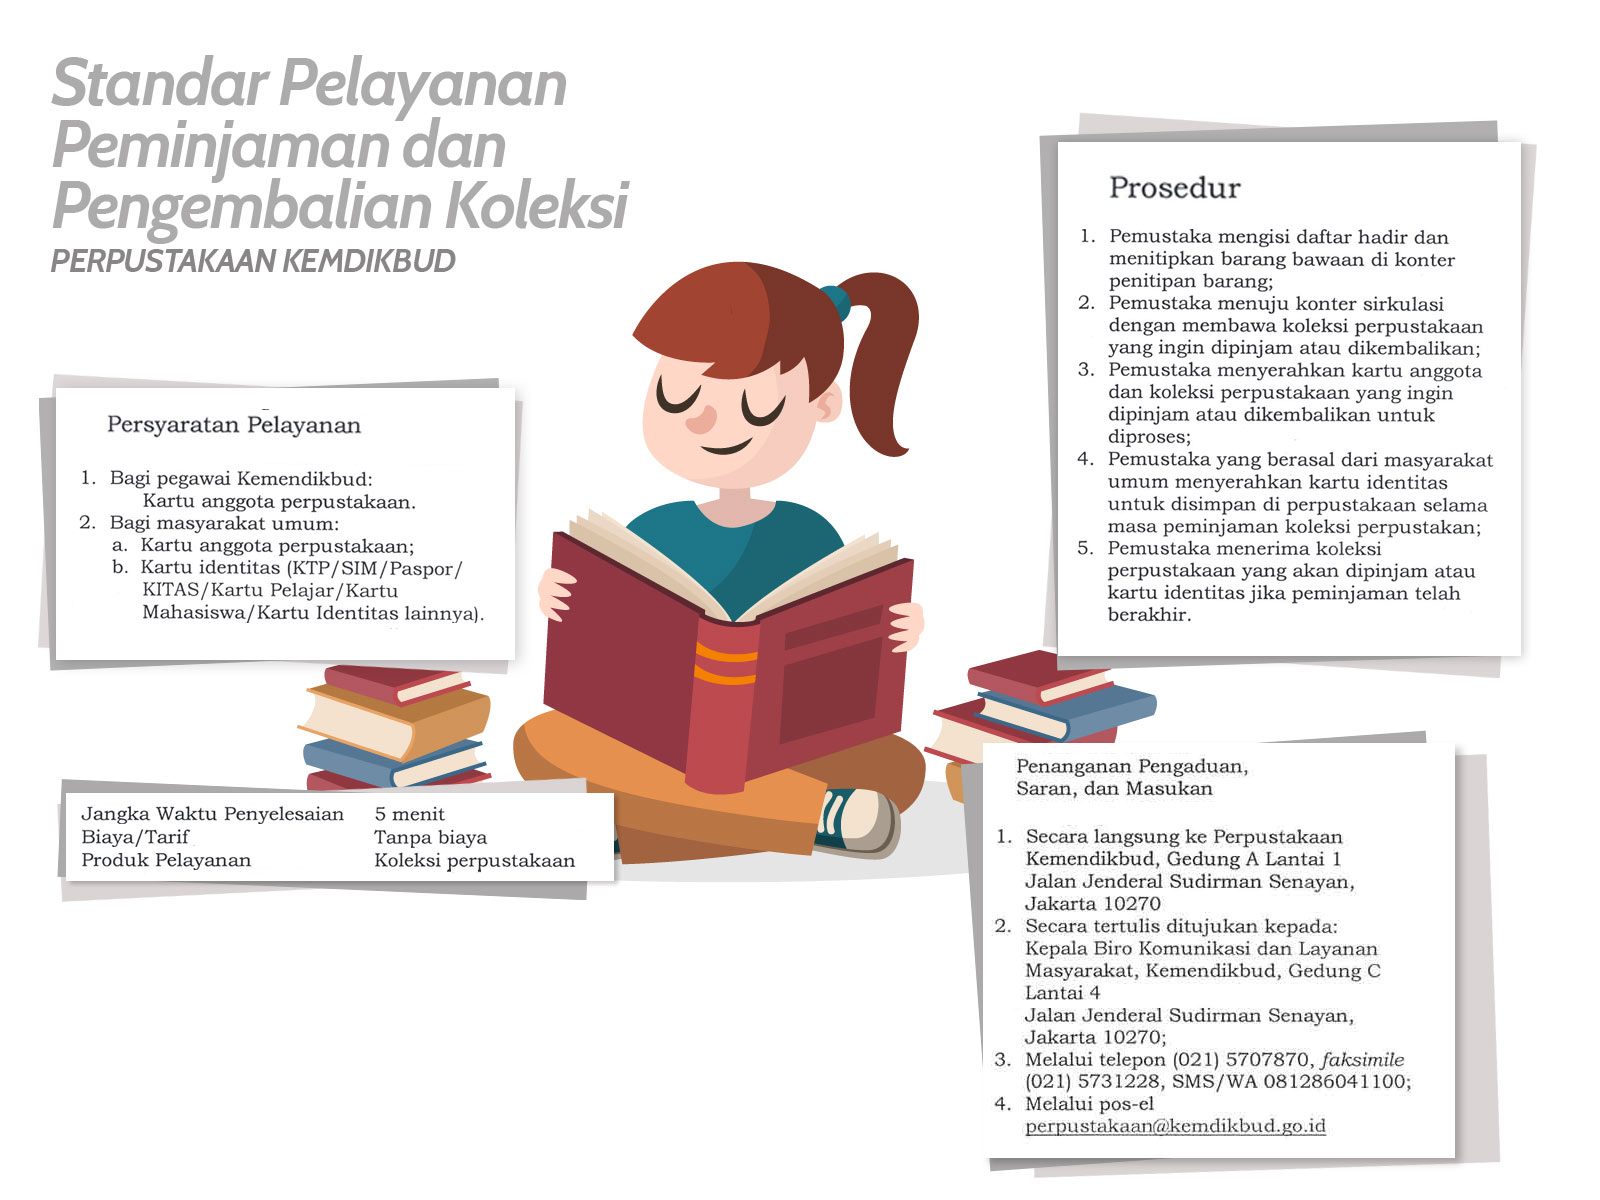 Standar Pelayanan
Peminjaman dan
Pengembalian Koleksi
PERPUSTAKAAN KEMDIKBUD
Persyaratan Pelayanan
1. Bagi pegawai Kemendikbud:
Kartu anggota perpustakaan.
2. Bagi masyarakat umum:
a. Kartu anggota perpustakaan;
b. Kartu identitas (KTP/SIM/Paspor/
KITAS/Kartu Pelajar/Kartu
Mahasiswa/Kartu Identitas lainnya).
Jangka Waktu Penyelesaian 5 menit
Biaya/Tarif Tanpa biaya
Produk Pelayanan Koleksi perpustakaan
Prosedur
1. Pemustaka mengisi daftar hadir dan
menitipkan barang bawaan di konter
penitipan barang;
2. Pemustaka menuju konter sirkulasi
dengan membawa koleksi perpustakaan
yang ingin dipinjam atau dikembalikan;
3. Pemustaka menyerahkan kartu anggota
dan koleksi perpustakaan yang ingin
dipinjam atau dikembalikan untuk
diproses;
4. Pemustaka yang berasal dari masyarakat
umum menyerahkan kartu identitas
untuk disimpan di perpustakaan selama
masa peminjaman koleksi perpustakan;
5. Pemustaka menerima koleksi
perpustakaan yang akan dipinjam atau
kartu identitas jika peminjaman telah
berakhir.
Penanganan Pengaduan,
Saran, dan Masukan
1. Secara langsung ke Perpustakaan
Kemendikbud, Gedung A Lantai 1
Jalan Jenderal Sudirman Senayan,
Jakarta 10270
2. Secara tertulis ditujukan kepada:
Kepala Biro Komunikasi dan Layanan
Masyarakat, Kemendikbud, Gedung C
Lantai 4
Jalan Jenderal Sudirman Senayan,
Jakarta 10270;
3. Melalui telepon (021) 5707870, faksimile
(021) 5731228, SMS/WA 081286041100;
4. Melalui pos-el
perpustakaan@kemdikbud.go.id